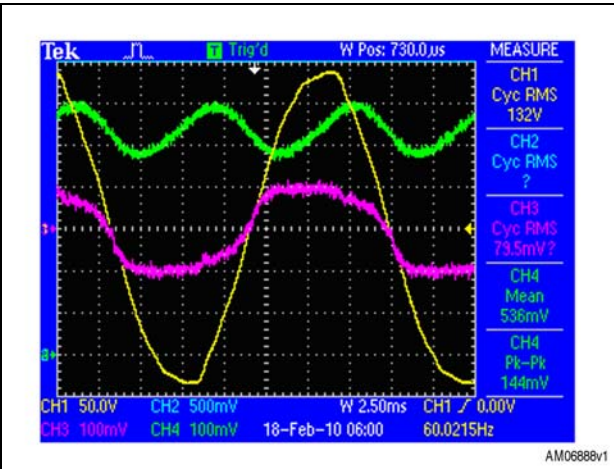 Tek T Trig'd W Pos: 730.0µs MEASURE
CH1
Cyc RMS
132V
CH2
Cyc RMS
?
CH3
Cyc RMS
79.5mV?
CH4
Mean
536mV
CH4
Pk-Pk
144mV
CH1 50.0V CH2 500mV W 2.50ms CH1 0.00V
CH3 100mV CH4 100mV 18-Feb-10 06:00 60.0215Hz
AM06888v1